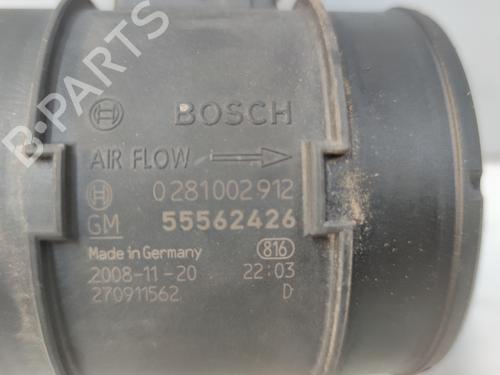 BOSCH
AIR FLOW
0 281 002 912
GM 55562426
Made in Germany 816
2008-11-20 22:03
270911562 D
B-PARTS